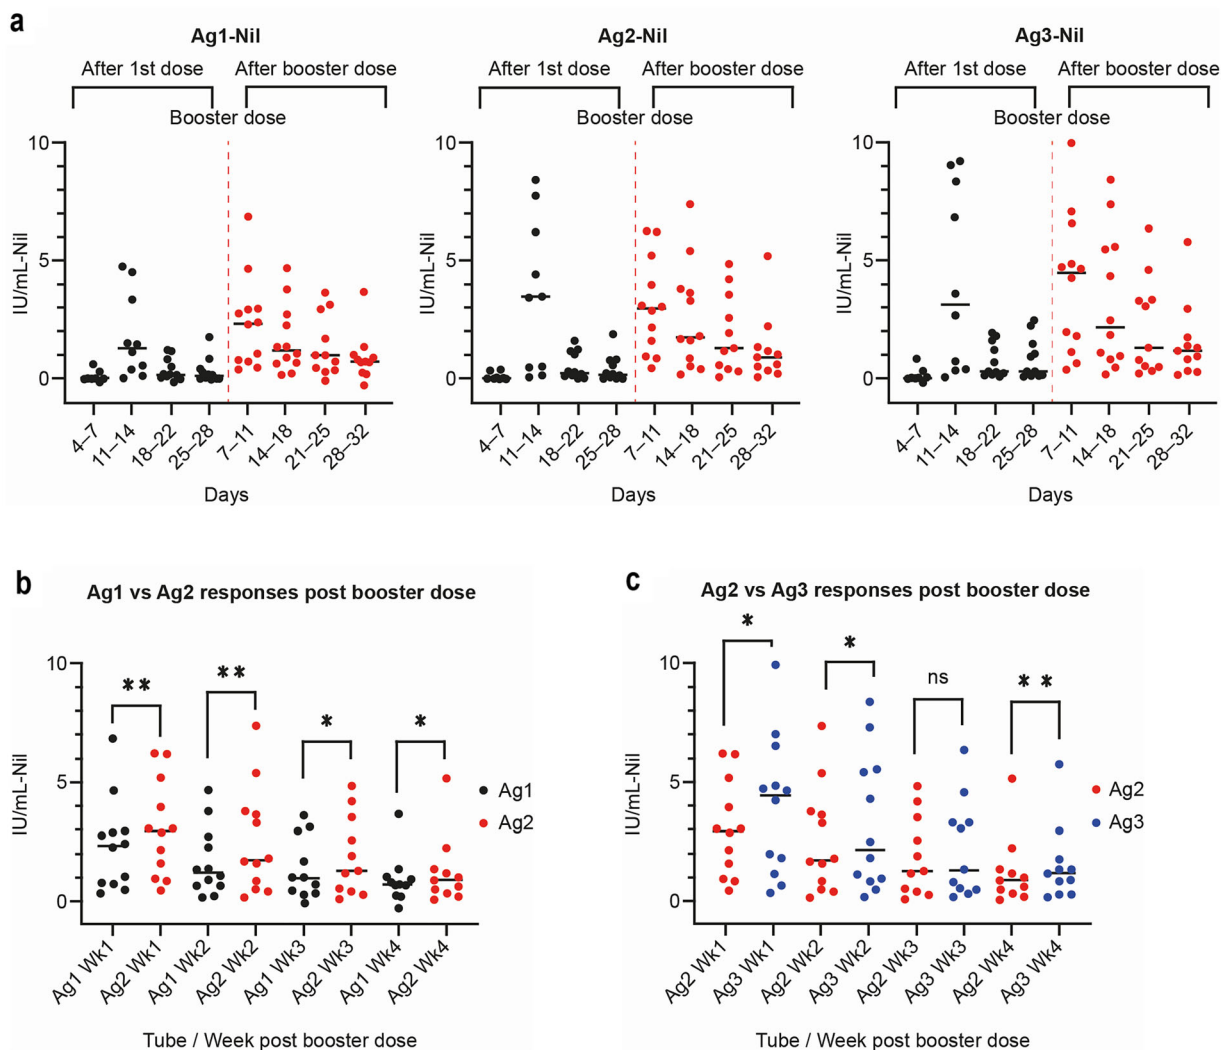 a
Ag1-Nil
Ag2-Nil
Ag3-Nil
After 1st dose
After booster dose
After 1st dose
After booster dose
After 1st dose
After booster dose
Booster dose
Booster dose
Booster dose
IU/mL-Nil
10
5
0
4–7
11–14
18–22
25–28
7–11
14–18
21–25
28–32
Days
IU/mL-Nil
10
5
0
4–7
11–14
18–22
25–28
7–11
14–18
21–25
28–32
Days
IU/mL-Nil
10
5
0
4–7
11–14
18–22
25–28
7–11
14–18
21–25
28–32
Days
b
Ag1 vs Ag2 responses post booster dose
IU/mL-Nil
10
5
0
**
**
*
*
Ag1
Ag2
Ag1 Wk1
Ag2 Wk1
Ag1 Wk2
Ag2 Wk2
Ag1 Wk3
Ag2 Wk3
Ag1 Wk4
Ag2 Wk4
Tube / Week post booster dose
c
Ag2 vs Ag3 responses post booster dose
IU/mL-Nil
10
5
0
*
*
ns
* *
Ag2
Ag3
Ag2 Wk1
Ag3 Wk1
Ag2 Wk2
Ag3 Wk2
Ag2 Wk3
Ag3 Wk3
Ag2 Wk4
Ag3 Wk4
Tube / Week post booster dose